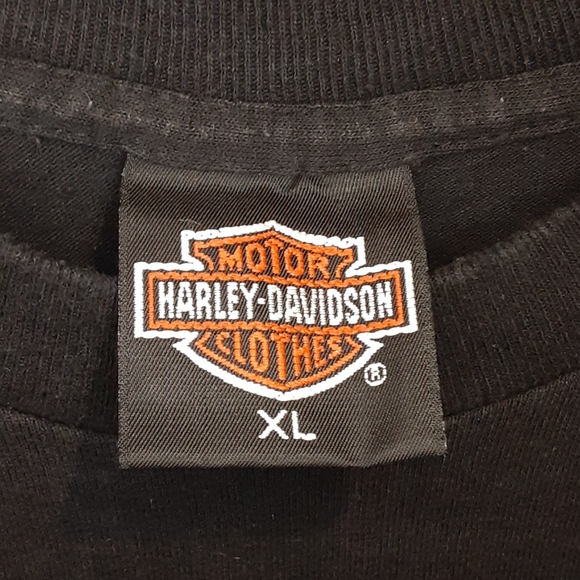 MOTOR
HARLEY-DAVIDSON
CLOTHES
®
XL